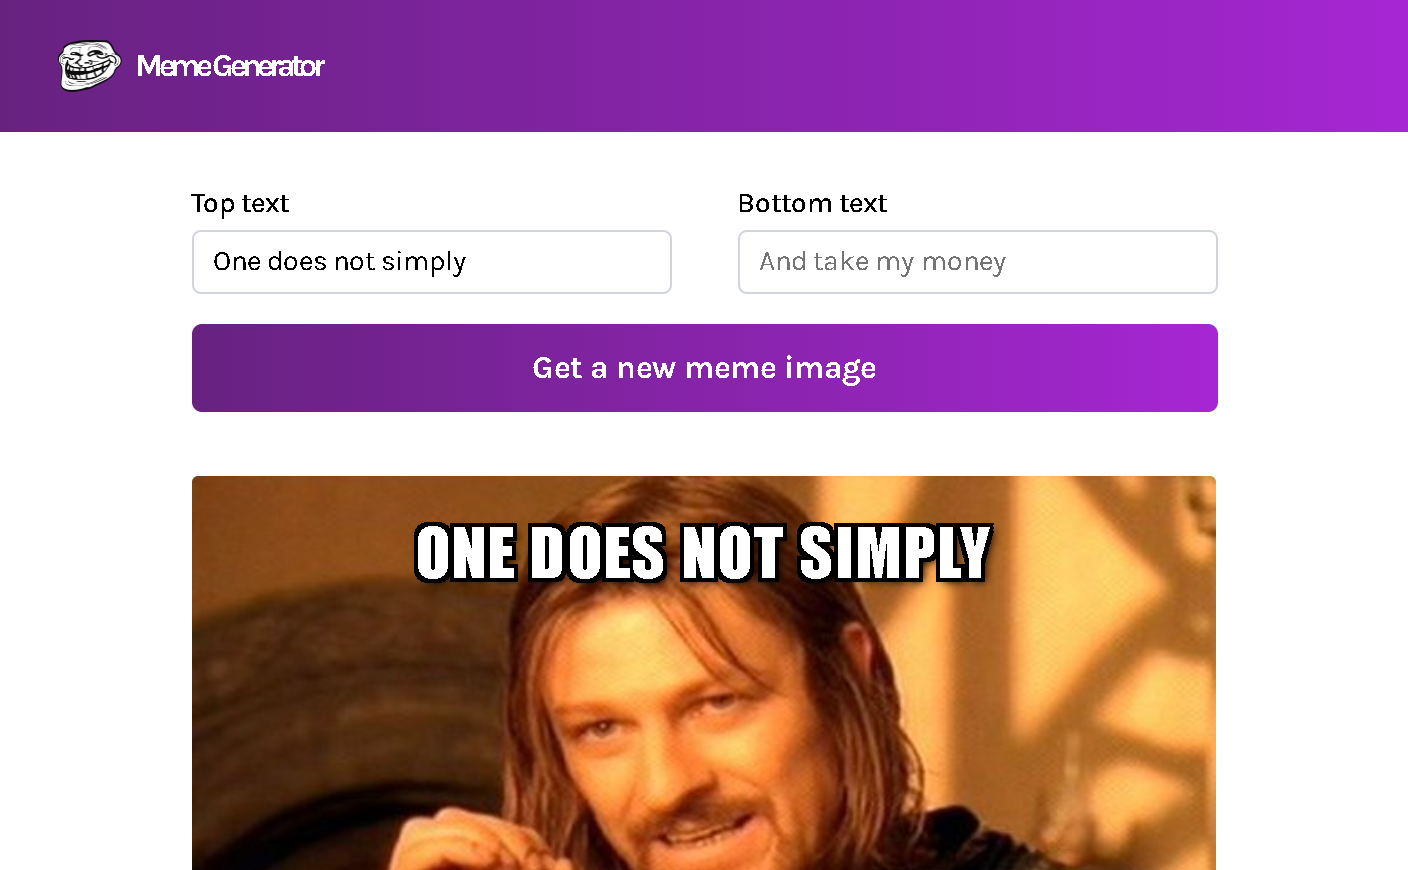 Meme Generator
Top text
Bottom text
One does not simply
And take my money
Get a new meme image
ONE DOES NOT SIMPLY